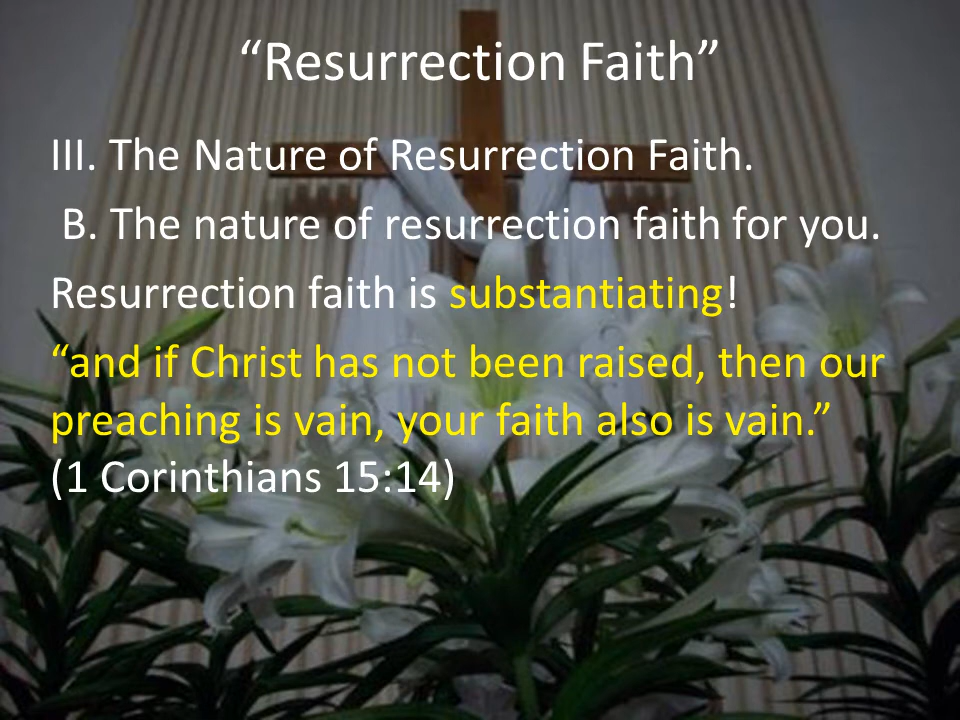 “Resurrection Faith”
III. The Nature of Resurrection Faith.
B. The nature of resurrection faith for you.
Resurrection faith is substantiating!
“and if Christ has not been raised, then our
preaching is vain, your faith also is vain.”
(1 Corinthians 15:14)